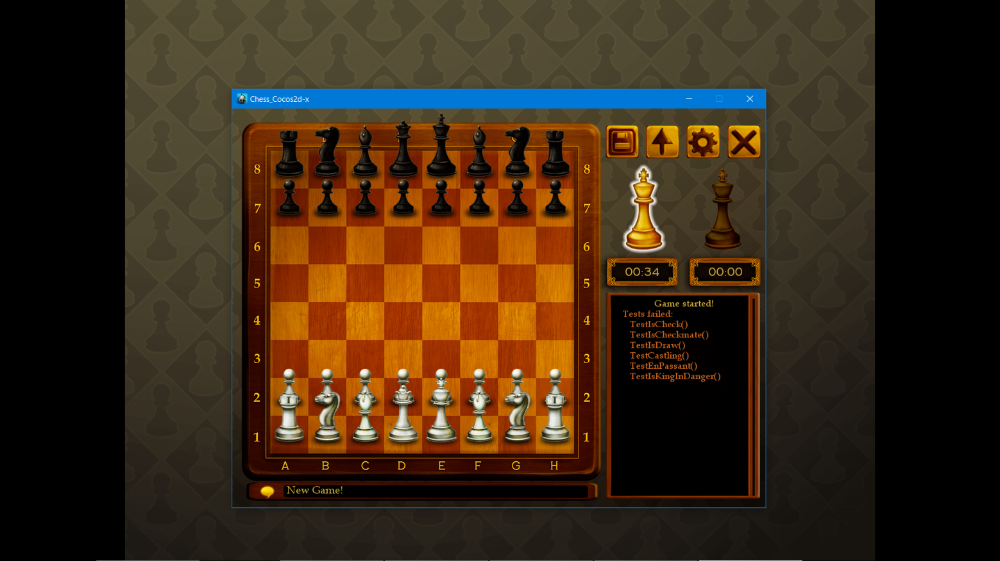 Chess_Cocos2d-x
8 8
7 7
6 6
5 5
4 4
3 3
2 2
1 1
A B C D E F G H
New Game!
00:34 00:00
Game started!
Tests failed:
TestIsCheck()
TestIsCheckmate()
TestIsDraw()
TestCastling()
TestEnPassant()
TestIsKingInDanger()